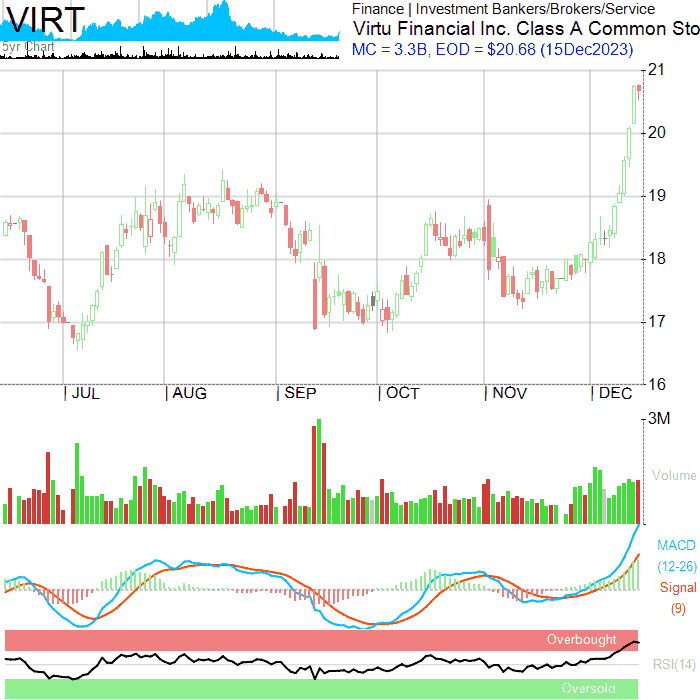 VIRT
5yr Chart
Finance | Investment Bankers/Brokers/Service
Virtu Financial Inc. Class A Common Sto
MC = 3.3B, EOD = $20.68 (15Dec2023)
21
20
19
18
17
16
| JUL | AUG | SEP | OCT | NOV | DEC
3M
Volume
MACD
(12-26)
Signal
(9)
Overbought
RSI(14)
Oversold